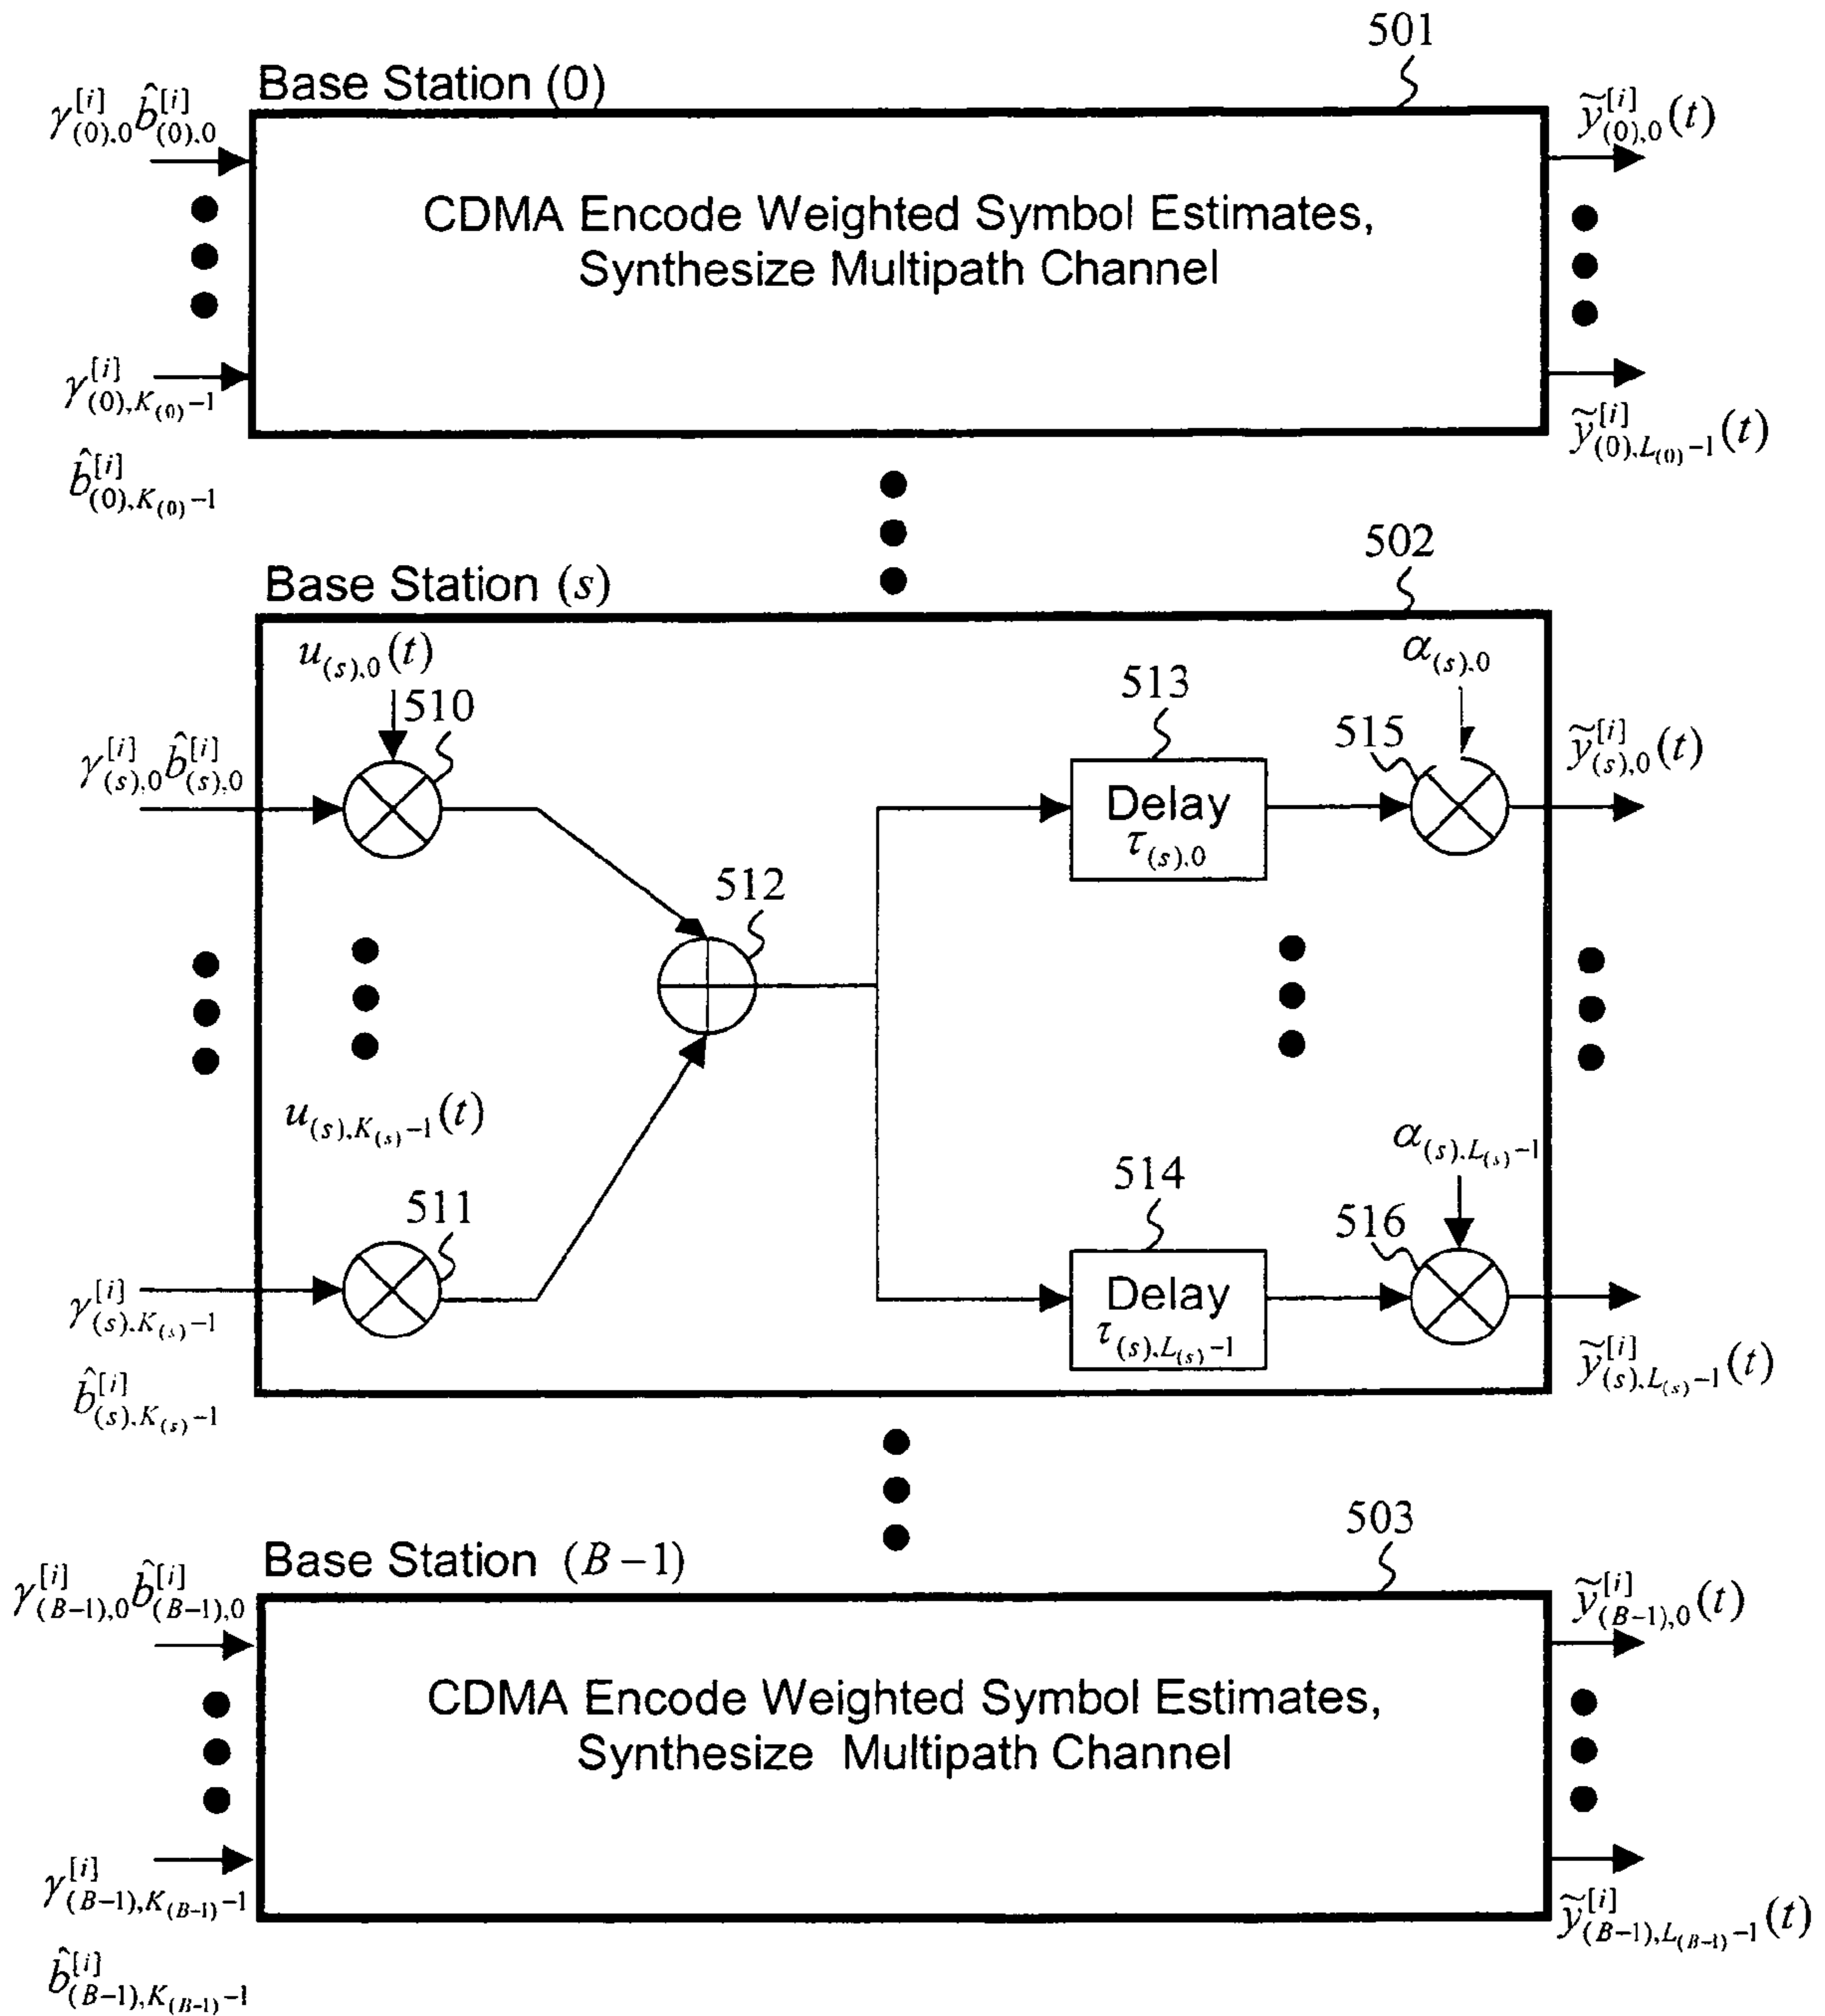 501
Base Station (0)
γ^{[i]}_{(0),0} b̂^{[i]}_{(0),0}
ỹ^{[i]}_{(0),0}(t)
CDMA Encode Weighted Symbol Estimates,
Synthesize Multipath Channel
γ^{[i]}_{(0),K_{(0)}-1}
b̂^{[i]}_{(0),K_{(0)}-1}
ỹ^{[i]}_{(0),L_{(0)}-1}(t)
502
Base Station (s)
u_{(s),0}(t)
α_{(s),0}
510
513
515
γ^{[i]}_{(s),0} b̂^{[i]}_{(s),0}
ỹ^{[i]}_{(s),0}(t)
Delay
τ_{(s),0}
512
u_{(s),K_{(s)}-1}(t)
α_{(s),L_{(s)}-1}
511
514
516
γ^{[i]}_{(s),K_{(s)}-1}
b̂^{[i]}_{(s),K_{(s)}-1}
Delay
τ_{(s),L_{(s)}-1}
ỹ^{[i]}_{(s),L_{(s)}-1}(t)
503
Base Station (B-1)
γ^{[i]}_{(B-1),0} b̂^{[i]}_{(B-1),0}
ỹ^{[i]}_{(B-1),0}(t)
CDMA Encode Weighted Symbol Estimates,
Synthesize Multipath Channel
γ^{[i]}_{(B-1),K_{(B-1)}-1}
b̂^{[i]}_{(B-1),K_{(B-1)}-1}
ỹ^{[i]}_{(B-1),L_{(B-1)}-1}(t)